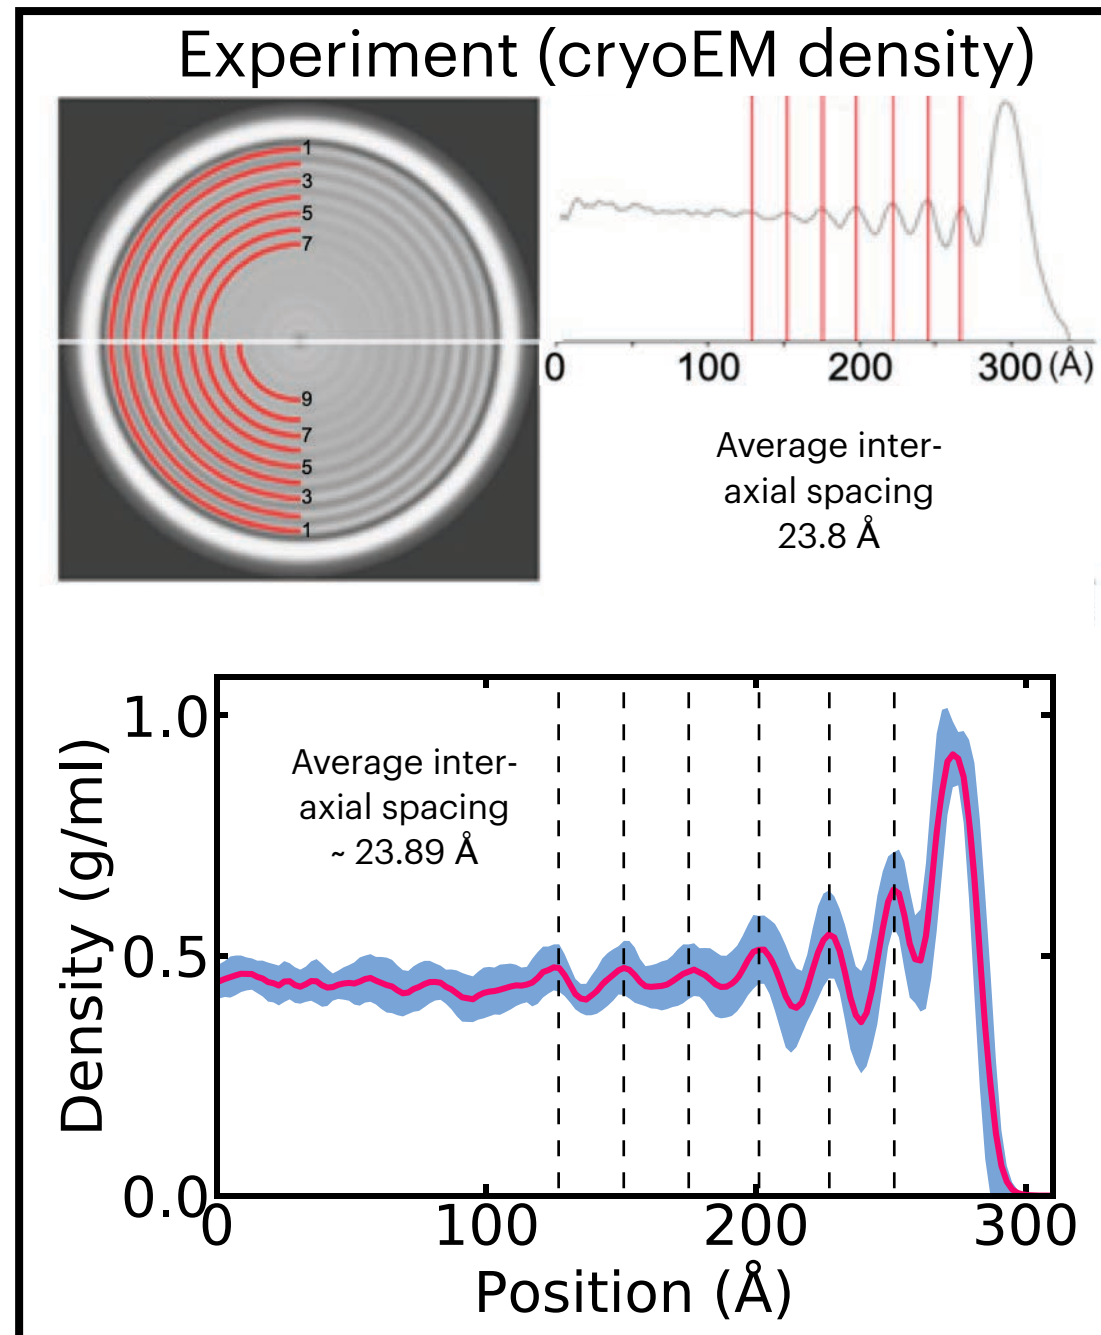 Experiment (cryoEM density)
1
3
5
7
9
7
5
3
1
0 100 200 300 (Å)
Average inter-
axial spacing
23.8 Å
1.0
0.5
0.0
Density (g/ml)
Average inter-
axial spacing
~ 23.89 Å
0 100 200 300
Position (Å)